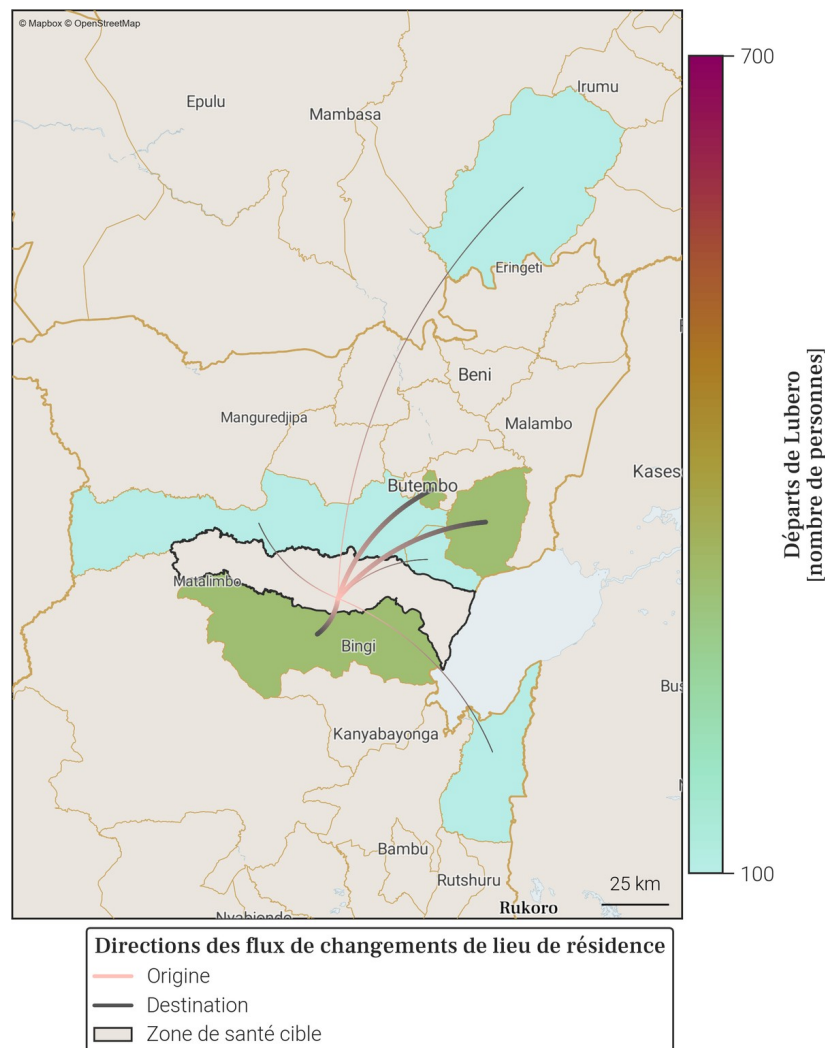 © Mapbox © OpenStreetMap
700
Irumu
Epulu
Mambasa
Eringeti
Beni
Manguredjipa
Malambo
Départs de Lubero
[nombre de personnes]
Kases
Butembo
Matalimbo
Bingi
Bus
Kanyabayonga
Bambu
Rutshuru
25 km
100
Rukoro
Directions des flux de changements de lieu de résidence
Origine
Destination
Zone de santé cible